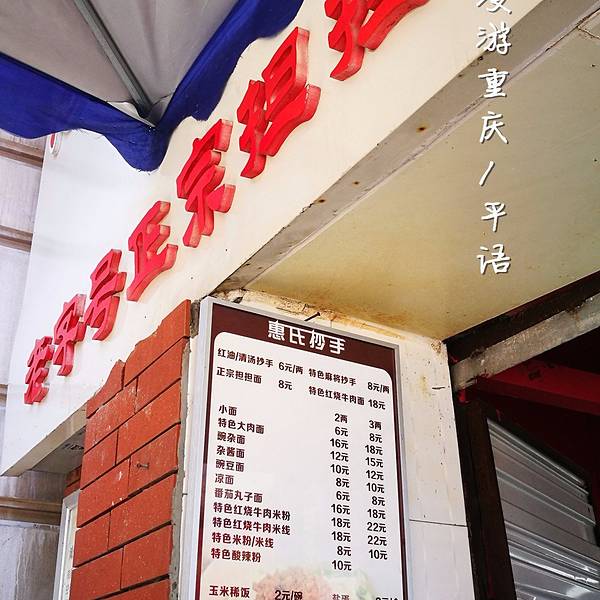 漫游重庆/平语
老字号正宗担担
惠氏抄手
红油/清汤抄手 6元/两 特色麻将抄手 8元/两
正宗担担面 8元 特色红烧牛肉面 18元
2两 3两
小面 6元 8元
特色大肉面 16元 18元
豌杂面 12元 15元
杂酱面 10元 12元
豌豆面 8元 10元
凉面 6元 8元
番茄丸子面 16元 18元
特色红烧牛肉米粉 18元 22元
特色红烧牛肉米线 18元 22元
特色米粉/米线 8元 10元
特色酸辣粉 10元
玉米稀饭 2元/碗 盐蛋